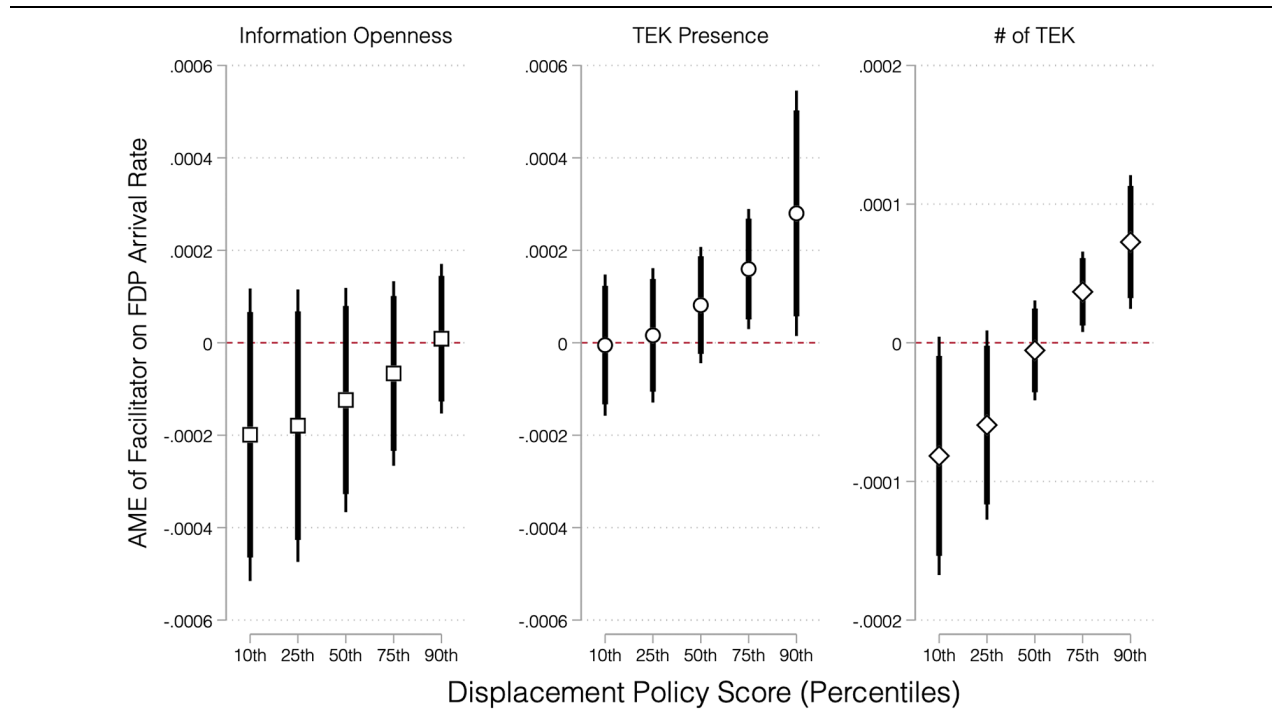 Information Openness
TEK Presence
# of TEK
AME of Facilitator on FDP Arrival Rate
.0006
.0004
.0002
0
-.0002
-.0004
-.0006
10th 25th 50th 75th 90th
.0006
.0004
.0002
0
-.0002
-.0004
-.0006
10th 25th 50th 75th 90th
.0002
.0001
0
-.0001
-.0002
10th 25th 50th 75th 90th
Displacement Policy Score (Percentiles)